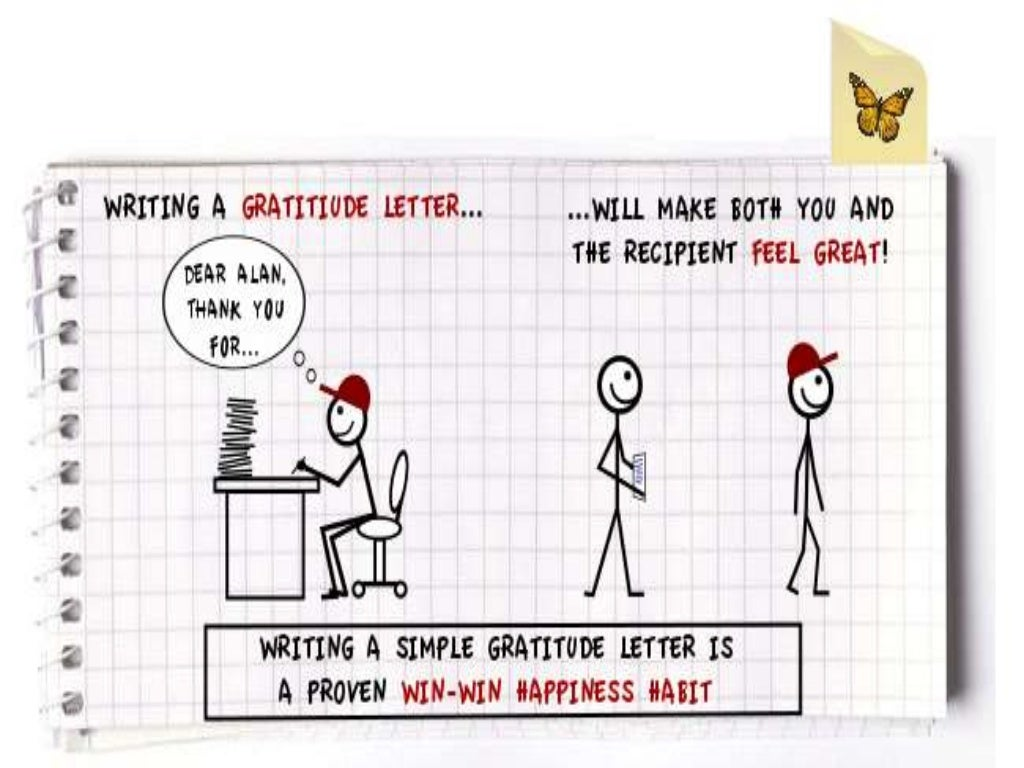 WRITING A GRATITIUDE LETTER...
DEAR ALAN,
THANK YOU
FOR...
...WILL MAKE BOTH YOU AND
THE RECIPIENT FEEL GREAT!
WRITING A SIMPLE GRATITUDE LETTER IS
A PROVEN WIN-WIN HAPPINESS HABIT